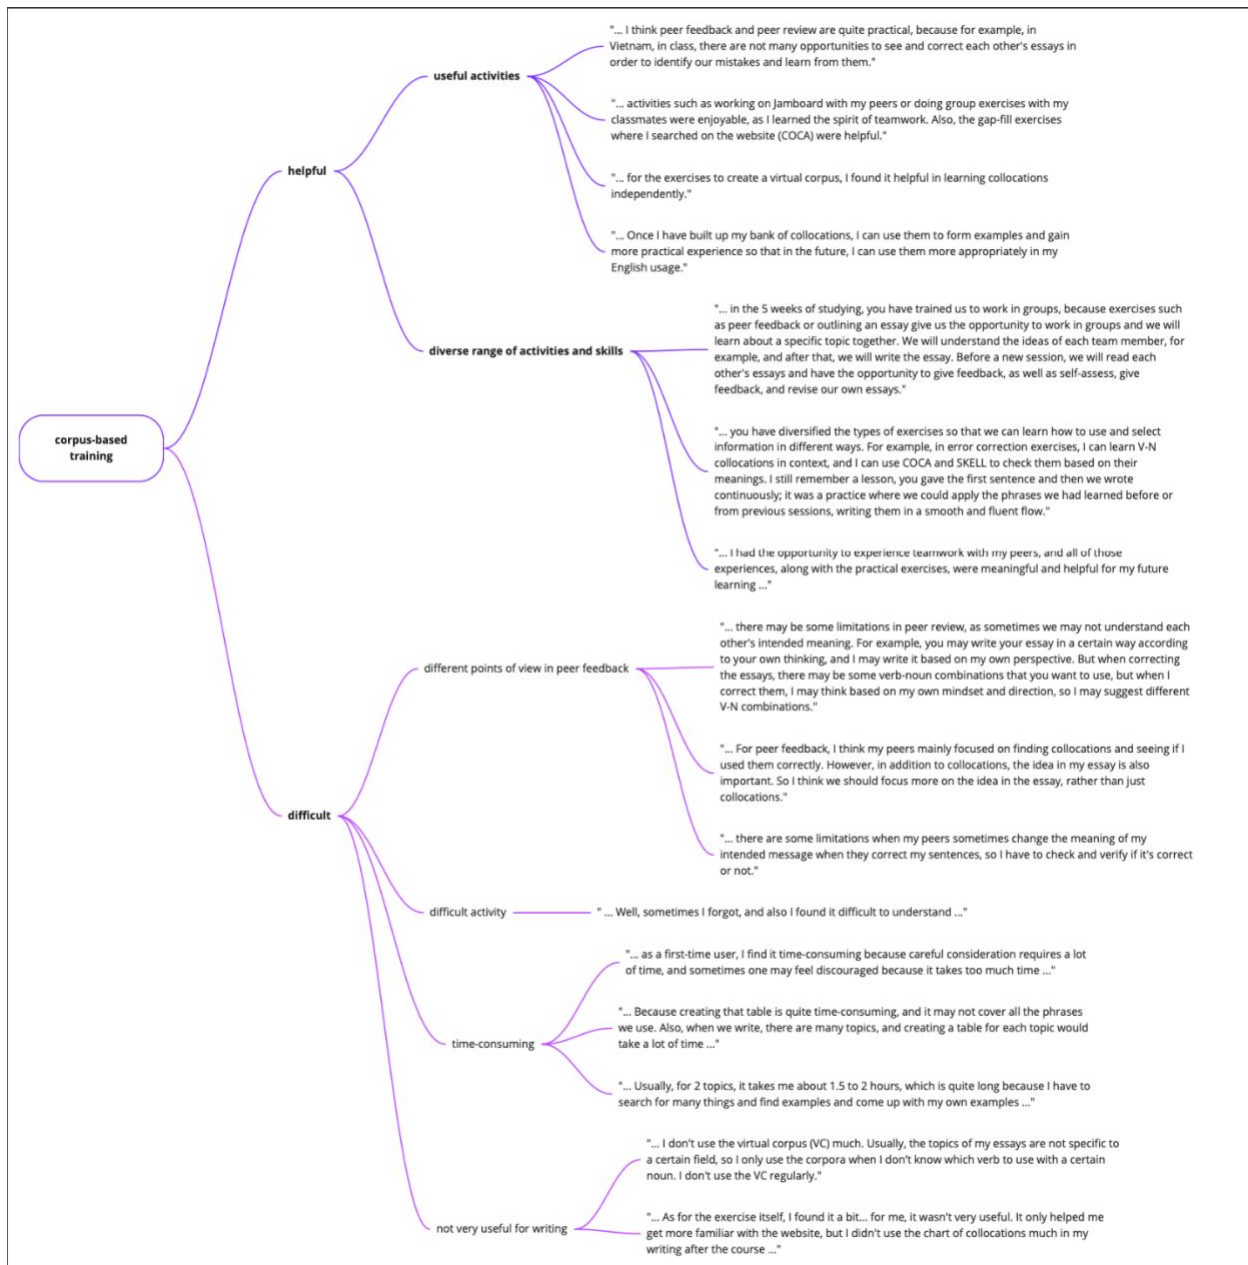 corpus-based
training
helpful
useful activities
"... I think peer feedback and peer review are quite practical, because for example, in
Vietnam, in class, there are not many opportunities to see and correct each other's essays in
order to identify our mistakes and learn from them."
"... activities such as working on Jamboard with my peers or doing group exercises with my
classmates were enjoyable, as I learned the spirit of teamwork. Also, the gap-fill exercises
where I searched on the website (COCA) were helpful."
"... for the exercises to create a virtual corpus, I found it helpful in learning collocations
independently."
"... Once I have built up my bank of collocations, I can use them to form examples and gain
more practical experience so that in the future, I can use them more appropriately in my
English usage."
diverse range of activities and skills
"... in the 5 weeks of studying, you have trained us to work in groups, because exercises such
as peer feedback or outlining an essay give us the opportunity to work in groups and we will
learn about a specific topic together. We will understand the ideas of each team member, for
example, and after that, we will write the essay. Before a new session, we will read each
other's essays and have the opportunity to give feedback, as well as self-assess, give
feedback, and revise our own essays."
"... you have diversified the types of exercises so that we can learn how to use and select
information in different ways. For example, in error correction exercises, I can learn V-N
collocations in context, and I can use COCA and SKELL to check them based on their
meanings. I still remember a lesson, you gave the first sentence and then we wrote
continuously; it was a practice where we could apply the phrases we had learned before or
from previous sessions, writing them in a smooth and fluent flow."
"... I had the opportunity to experience teamwork with my peers, and all of those
experiences, along with the practical exercises, were meaningful and helpful for my future
learning ..."
difficult
different points of view in peer feedback
"... there may be some limitations in peer review, as sometimes we may not understand each
other's intended meaning. For example, you may write your essay in a certain way according
to your own thinking, and I may write it based on my own perspective. But when correcting
the essays, there may be some verb-noun combinations that you want to use, but when I
correct them, I may think based on my own mindset and direction, so I may suggest different
V-N combinations."
"... For peer feedback, I think my peers mainly focused on finding collocations and seeing if I
used them correctly. However, in addition to collocations, the idea in my essay is also
important. So I think we should focus more on the idea in the essay, rather than just
collocations."
"... there are some limitations when my peers sometimes change the meaning of my
intended message when they correct my sentences, so I have to check and verify if it's correct
or not."
difficult activity
" ... Well, sometimes I forgot, and also I found it difficult to understand ..."
time-consuming
"... as a first-time user, I find it time-consuming because careful consideration requires a lot
of time, and sometimes one may feel discouraged because it takes too much time ..."
"... Because creating that table is quite time-consuming, and it may not cover all the phrases
we use. Also, when we write, there are many topics, and creating a table for each topic would
take a lot of time ..."
"... Usually, for 2 topics, it takes me about 1.5 to 2 hours, which is quite long because I have to
search for many things and find examples and come up with my own examples ..."
not very useful for writing
"... I don't use the virtual corpus (VC) much. Usually, the topics of my essays are not specific to
a certain field, so I only use the corpora when I don't know which verb to use with a certain
noun. I don't use the VC regularly."
"... As for the exercise itself, I found it a bit... for me, it wasn't very useful. It only helped me
get more familiar with the website, but I didn't use the chart of collocations much in my
writing after the course ..."